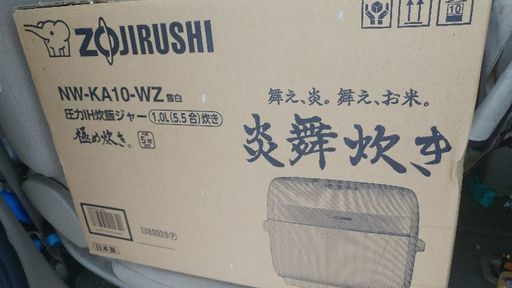 ZOJIRUSHI
NW-KA10-WZ 雪白
圧力IH炊飯ジャー 1.0L(5.5合)炊き
極め炊き®
舞え、炎。舞え、お米。
炎舞炊き
ZOJIRUSHI
日本製
10